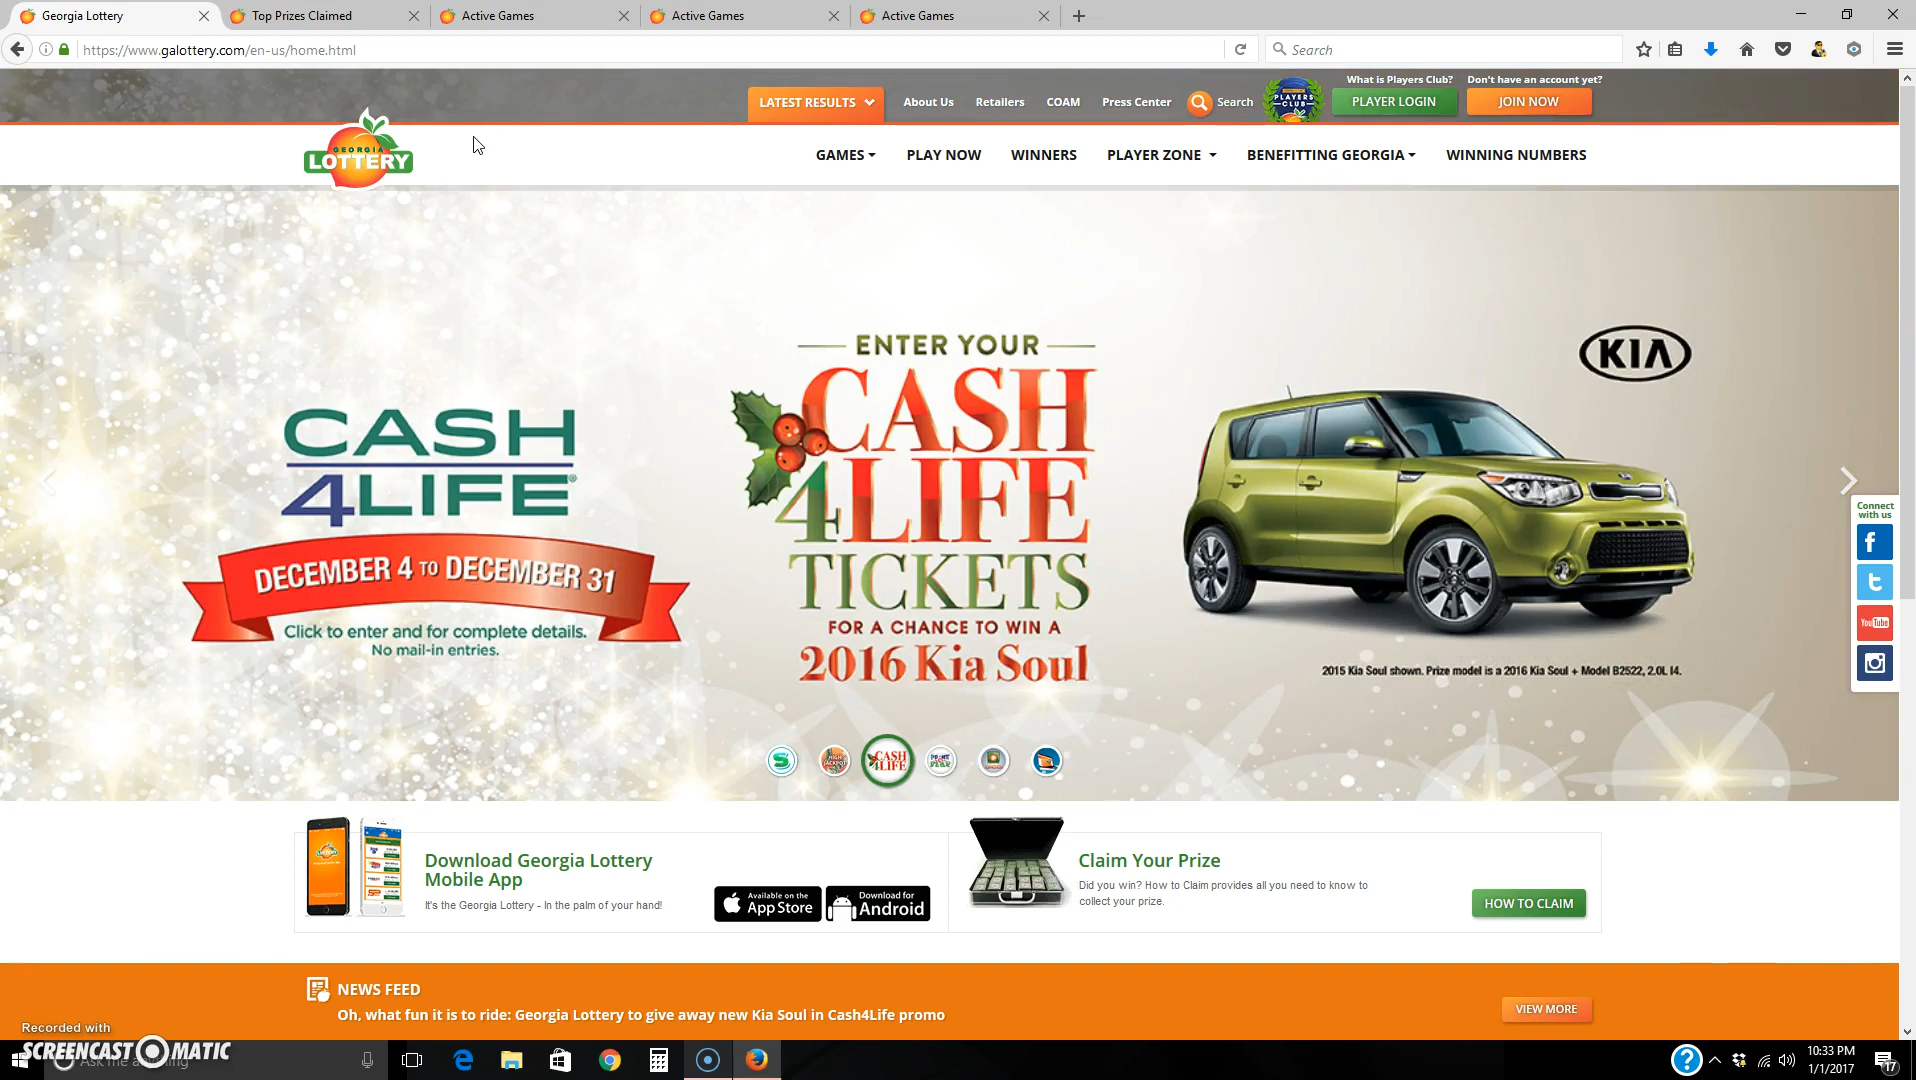 Georgia Lottery
Top Prizes Claimed
Active Games
Active Games
Active Games
https://www.galottery.com/en-us/home.html
Search
What is Players Club?
Don't have an account yet?
LATEST RESULTS
About Us
Retailers
COAM
Press Center
Search
PLAYERS
CLUB
PLAYER LOGIN
JOIN NOW
GEORGIA
LOTTERY
GAMES
PLAY NOW
WINNERS
PLAYER ZONE
BENEFITTING GEORGIA
WINNING NUMBERS
CASH
4LIFE®
DECEMBER 4 TO DECEMBER 31
Click to enter and for complete details.
No mail-in entries.
ENTER YOUR
CASH
4LIFE
TICKETS
FOR A CHANCE TO WIN A
2016 Kia Soul
KIA
2015 Kia Soul shown. Prize model is a 2016 Kia Soul + Model B2522, 2.0L I4.
Connect
with us
f
t
YouTube
S
CASH
4LIFE
Download Georgia Lottery
Mobile App
It's the Georgia Lottery - In the palm of your hand!
Available on the
App Store
Download for
Android
Claim Your Prize
Did you win? How to Claim provides all you need to know to
collect your prize.
HOW TO CLAIM
NEWS FEED
Oh, what fun it is to ride: Georgia Lottery to give away new Kia Soul in Cash4Life promo
VIEW MORE
Recorded with
SCREENCAST MATIC
Ask me anything
10:33 PM
1/1/2017
17